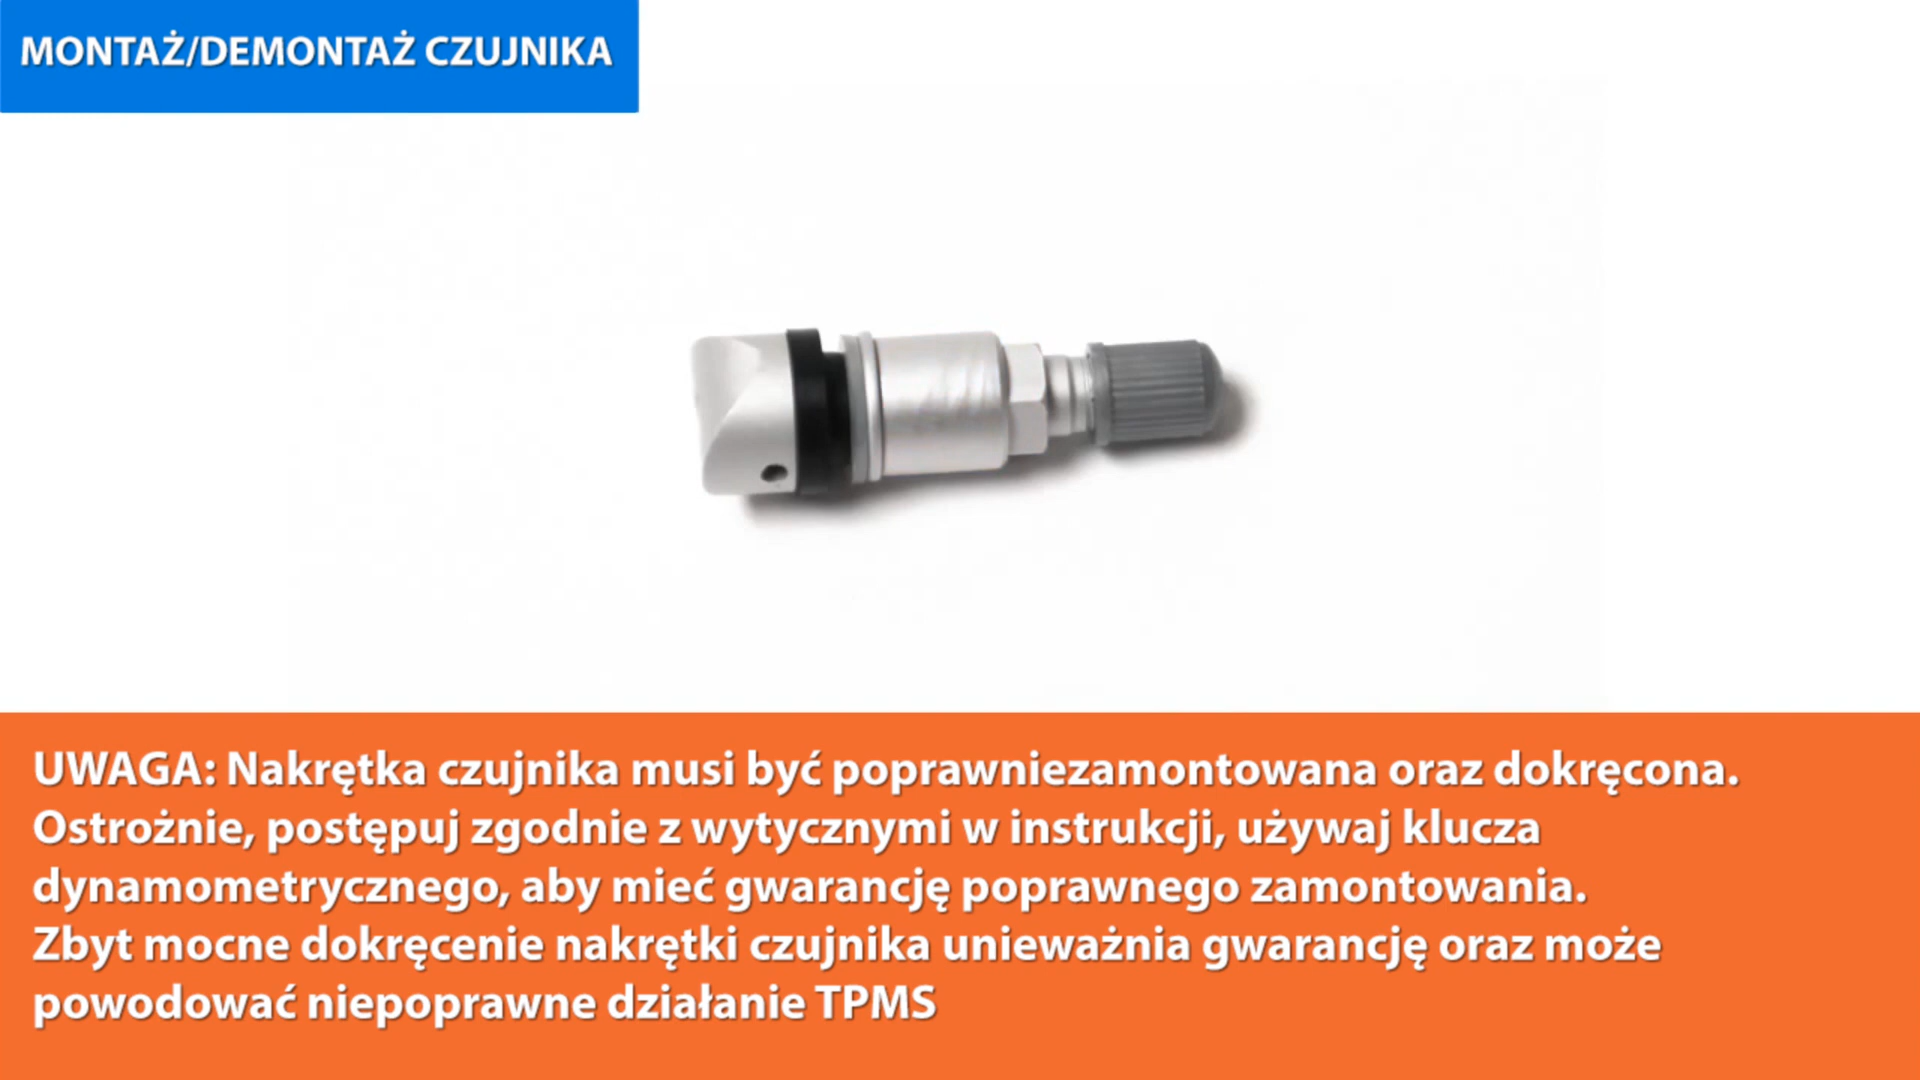 MONTAŻ/DEMONTAŻ CZUJNIKA
UWAGA: Nakrętka czujnika musi być poprawniezamontowana oraz dokręcona.
Ostrożnie, postępuj zgodnie z wytycznymi w instrukcji, używaj klucza
dynamometrycznego, aby mieć gwarancję poprawnego zamontowania.
Zbyt mocne dokręcenie nakrętki czujnika unieważnia gwarancję oraz może
powodować niepoprawne działanie TPMS